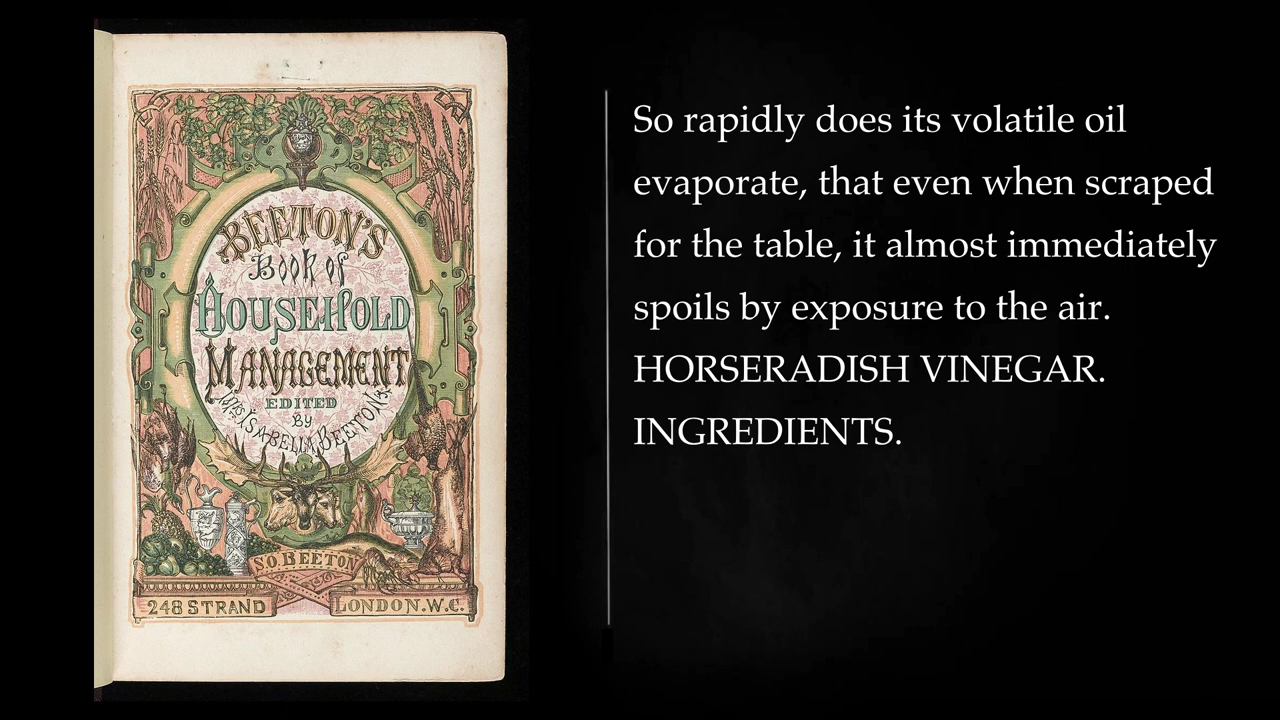 BEETON'S
Book of
HOUSEHOLD
MANAGEMENT
EDITED
BY
MRS ISABELLA BEETON
S.O. BEETON
248 STRAND
LONDON. W.C.
So rapidly does its volatile oil
evaporate, that even when scraped
for the table, it almost immediately
spoils by exposure to the air.
HORSERADISH VINEGAR.
INGREDIENTS.